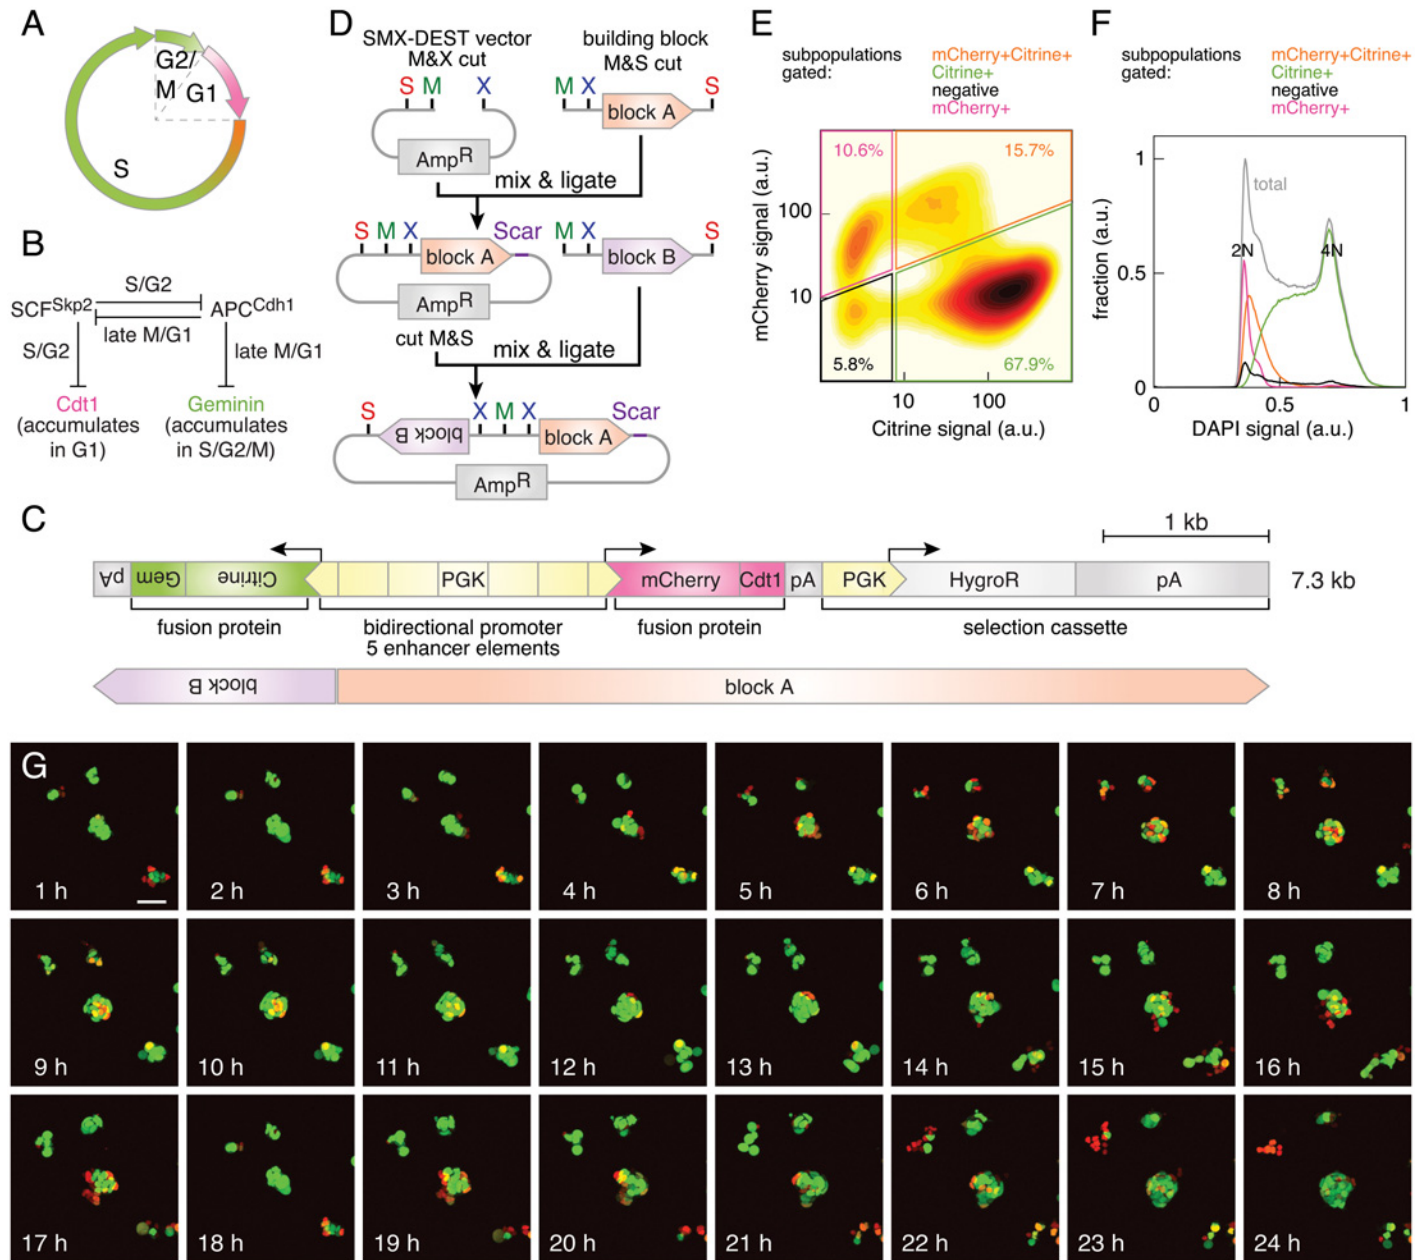 A
G2/
M
G1
S
B
S/G2
SCFSkp2
APCCdh1
late M/G1
S/G2
late M/G1
Cdt1
(accumulates
in G1)
Geminin
(accumulates
in S/G2/M)
D
SMX-DEST vector
M&X cut
building block
M&S cut
S M X
M X S
block A
AmpR
mix & ligate
S M X
Scar
M X S
block A
block B
AmpR
cut M&S
mix & ligate
S X M X
Scar
block B
block A
AmpR
E
subpopulations
gated:
mCherry+Citrine+
Citrine+
negative
mCherry+
10.6%
15.7%
5.8%
67.9%
mCherry signal (a.u.)
100
10
10
100
Citrine signal (a.u.)
F
subpopulations
gated:
mCherry+Citrine+
Citrine+
negative
mCherry+
fraction (a.u.)
1
0.5
0
total
2N
4N
0
0.5
1
DAPI signal (a.u.)
C
1 kb
pA
Gem
Citrine
PGK
mCherry
Cdt1
pA
PGK
HygroR
pA
7.3 kb
fusion protein
bidirectional promoter
5 enhancer elements
fusion protein
selection cassette
block B
block A
G
1 h
2 h
3 h
4 h
5 h
6 h
7 h
8 h
9 h
10 h
11 h
12 h
13 h
14 h
15 h
16 h
17 h
18 h
19 h
20 h
21 h
22 h
23 h
24 h